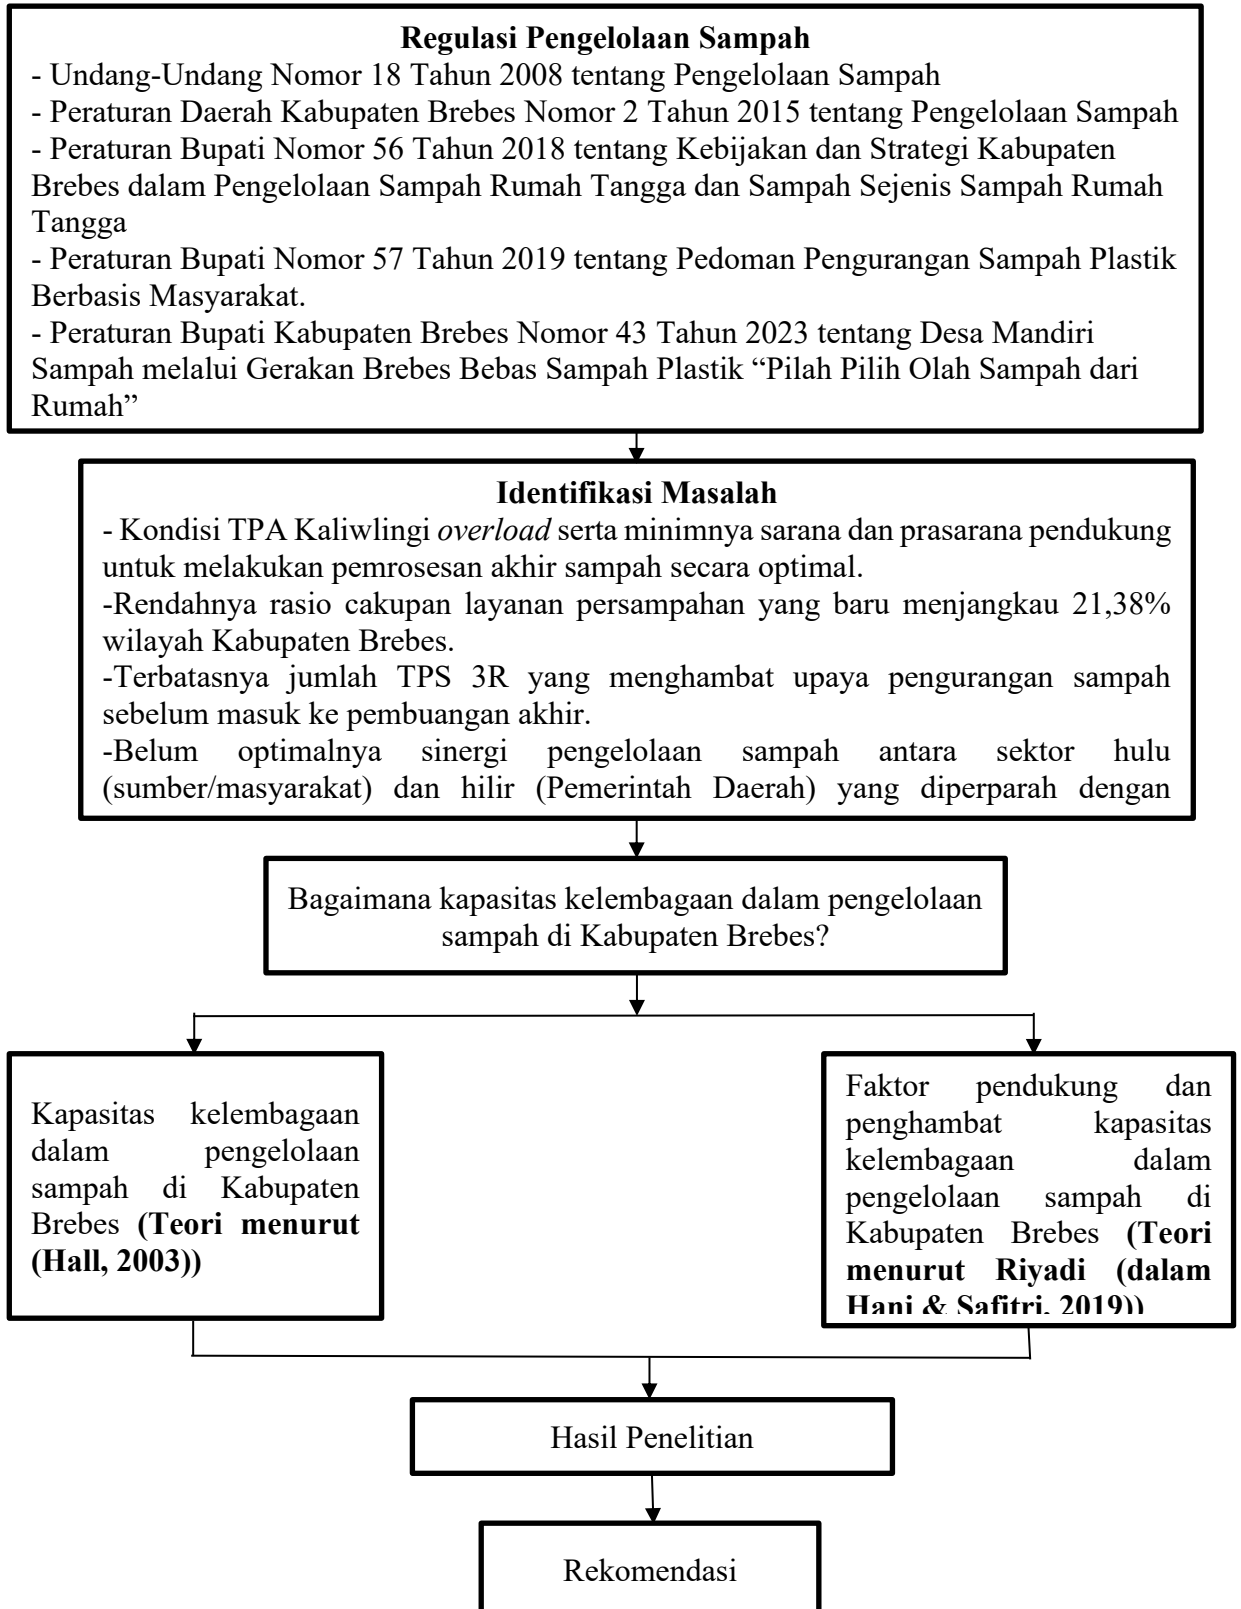 Regulasi Pengelolaan Sampah
- Undang-Undang Nomor 18 Tahun 2008 tentang Pengelolaan Sampah
- Peraturan Daerah Kabupaten Brebes Nomor 2 Tahun 2015 tentang Pengelolaan Sampah
- Peraturan Bupati Nomor 56 Tahun 2018 tentang Kebijakan dan Strategi Kabupaten
Brebes dalam Pengelolaan Sampah Rumah Tangga dan Sampah Sejenis Sampah Rumah
Tangga
- Peraturan Bupati Nomor 57 Tahun 2019 tentang Pedoman Pengurangan Sampah Plastik
Berbasis Masyarakat.
- Peraturan Bupati Kabupaten Brebes Nomor 43 Tahun 2023 tentang Desa Mandiri
Sampah melalui Gerakan Brebes Bebas Sampah Plastik “Pilah Pilih Olah Sampah dari
Rumah”
Identifikasi Masalah
- Kondisi TPA Kaliwlingi overload serta minimnya sarana dan prasarana pendukung
untuk melakukan pemrosesan akhir sampah secara optimal.
-Rendahnya rasio cakupan layanan persampahan yang baru menjangkau 21,38%
wilayah Kabupaten Brebes.
-Terbatasnya jumlah TPS 3R yang menghambat upaya pengurangan sampah
sebelum masuk ke pembuangan akhir.
-Belum optimalnya sinergi pengelolaan sampah antara sektor hulu
(sumber/masyarakat) dan hilir (Pemerintah Daerah) yang diperparah dengan
Bagaimana kapasitas kelembagaan dalam pengelolaan
sampah di Kabupaten Brebes?
Kapasitas kelembagaan
dalam pengelolaan
sampah di Kabupaten
Brebes (Teori menurut
(Hall, 2003))
Faktor pendukung dan
penghambat kapasitas
kelembagaan dalam
pengelolaan sampah di
Kabupaten Brebes (Teori
menurut Riyadi (dalam
Hani & Safitri, 2019))
Hasil Penelitian
Rekomendasi